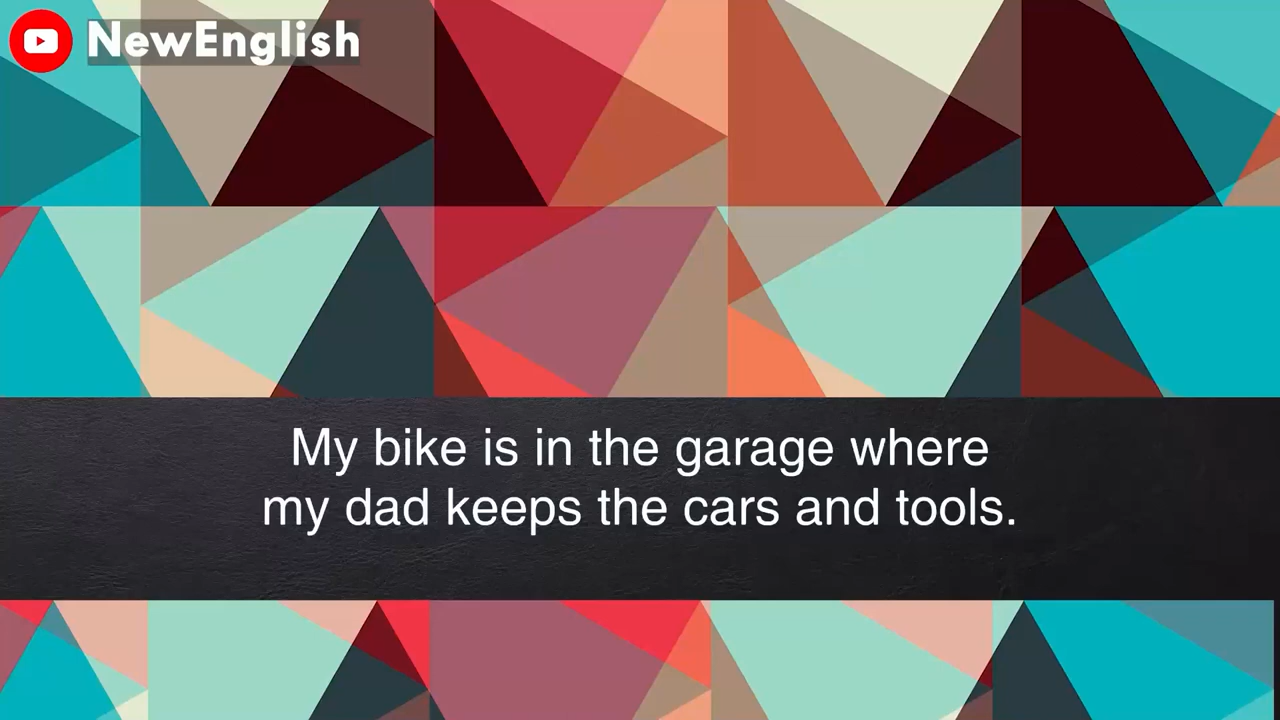 NewEnglish
My bike is in the garage where
my dad keeps the cars and tools.